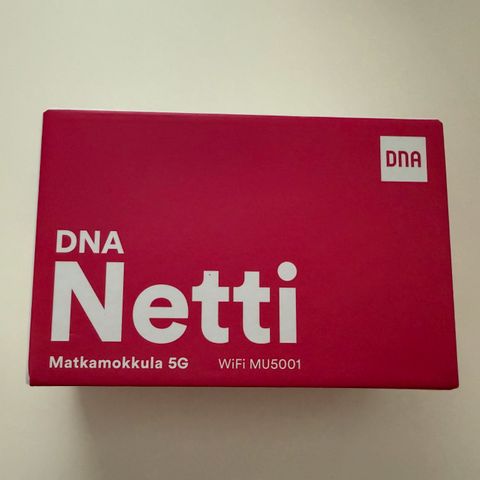 DNA
DNA
Netti
Matkamokkula 5G WiFi MU5001